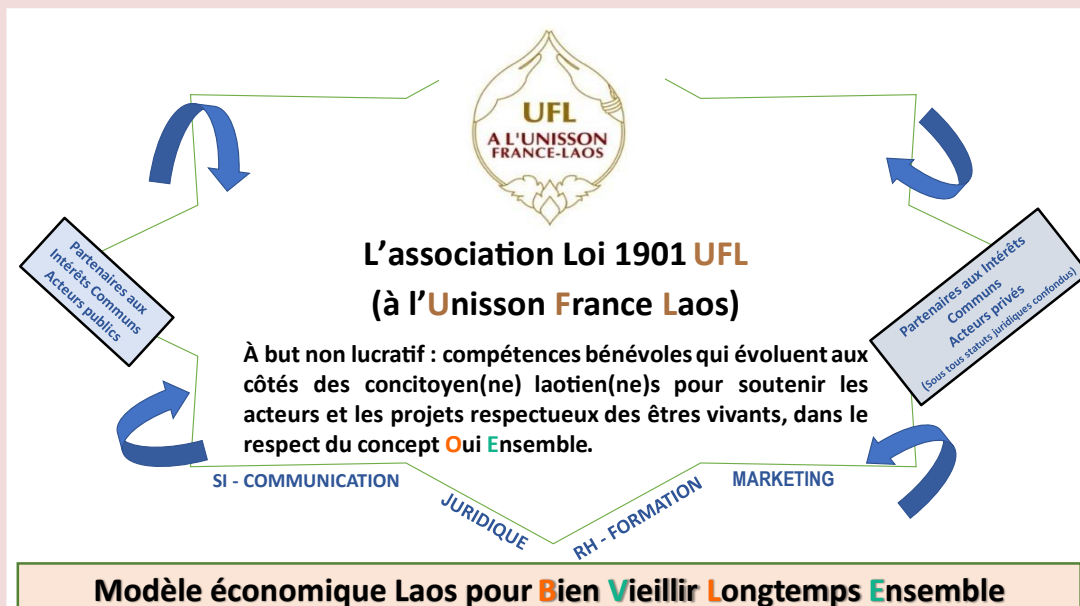 UFL
A L'UNISSON
FRANCE-LAOS
L'association Loi 1901 UFL
(à l'Unisson France Laos)
Partenaires aux
Intérêts Communs
Acteurs publics
Partenaires aux Intérêts
Communs
Acteurs privés
(Sous tous statuts juridiques confondus)
À but non lucratif : compétences bénévoles qui évoluent aux
côtés des concitoyen(ne) laotien(ne)s pour soutenir les
acteurs et les projets respectueux des êtres vivants, dans le
respect du concept Oui Ensemble.
SI - COMMUNICATION
JURIDIQUE
RH - FORMATION
MARKETING
Modèle économique Laos pour Bien Vieillir Longtemps Ensemble